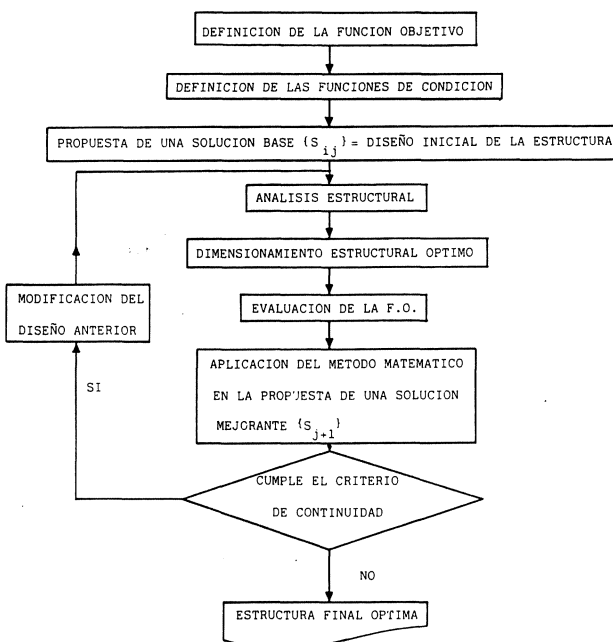 DEFINICION DE LA FUNCION OBJETIVO
DEFINICION DE LAS FUNCIONES DE CONDICION
PROPUESTA DE UNA SOLUCION BASE {S ij} = DISEÑO INICIAL DE LA ESTRUCTURA
ANALISIS ESTRUCTURAL
DIMENSIONAMIENTO ESTRUCTURAL OPTIMO
MODIFICACION DEL
DISEÑO ANTERIOR
EVALUACION DE LA F.O.
APLICACION DEL METODO MATEMATICO
EN LA PROPUESTA DE UNA SOLUCION
MEJORANTE {S j+1}
SI
CUMPLE EL CRITERIO
DE CONTINUIDAD
NO
ESTRUCTURA FINAL OPTIMA